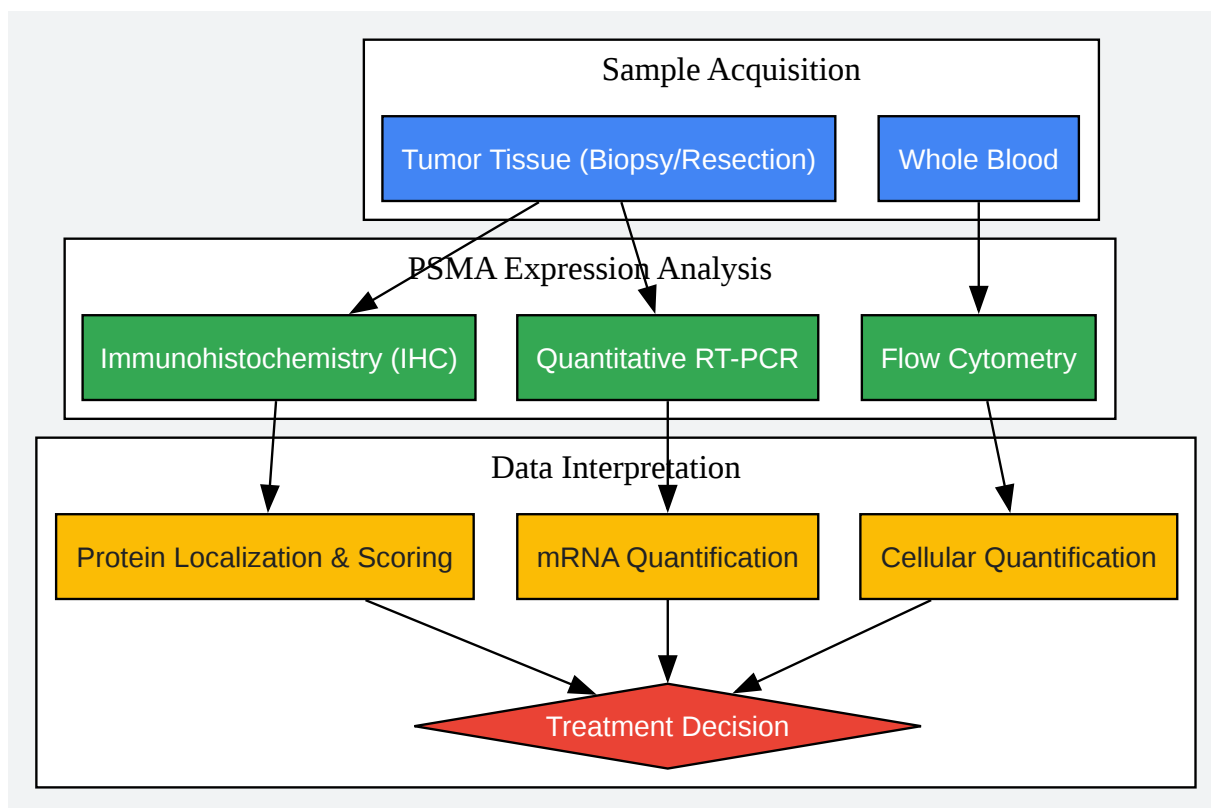 Sample Acquisition
Tumor Tissue (Biopsy/Resection)
Whole Blood
PSMA Expression Analysis
Immunohistochemistry (IHC)
Quantitative RT-PCR
Flow Cytometry
Data Interpretation
Protein Localization & Scoring
mRNA Quantification
Cellular Quantification
Treatment Decision